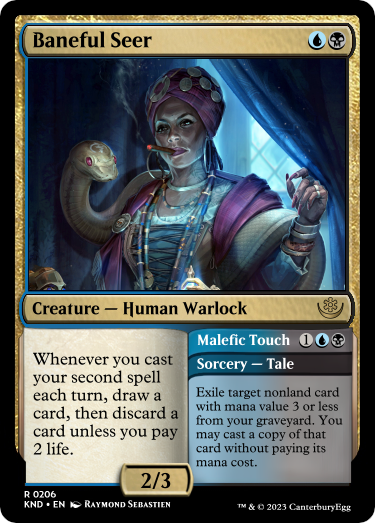 Baneful Seer
Creature — Human Warlock
Whenever you cast
your second spell
each turn, draw a
card, then discard a
card unless you pay
2 life.
Malefic Touch 1
Sorcery — Tale
Exile target nonland card
with mana value 3 or less
from your graveyard. You
may cast a copy of that
card without paying its
mana cost.
2/3
R 0206
KND • EN RAYMOND SEBASTIEN
™ & © 2023 CanterburyEgg